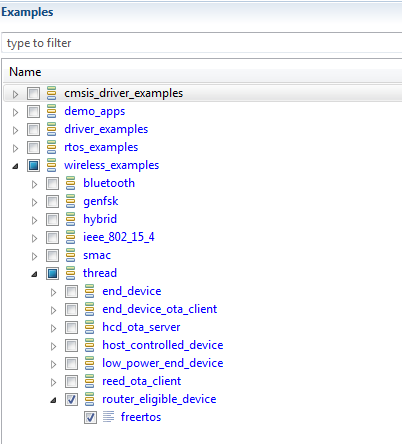 Examples
type to filter
Name
cmsis_driver_examples
demo_apps
driver_examples
rtos_examples
wireless_examples
bluetooth
genfsk
hybrid
ieee_802_15_4
smac
thread
end_device
end_device_ota_client
hcd_ota_server
host_controlled_device
low_power_end_device
reed_ota_client
router_eligible_device
freertos